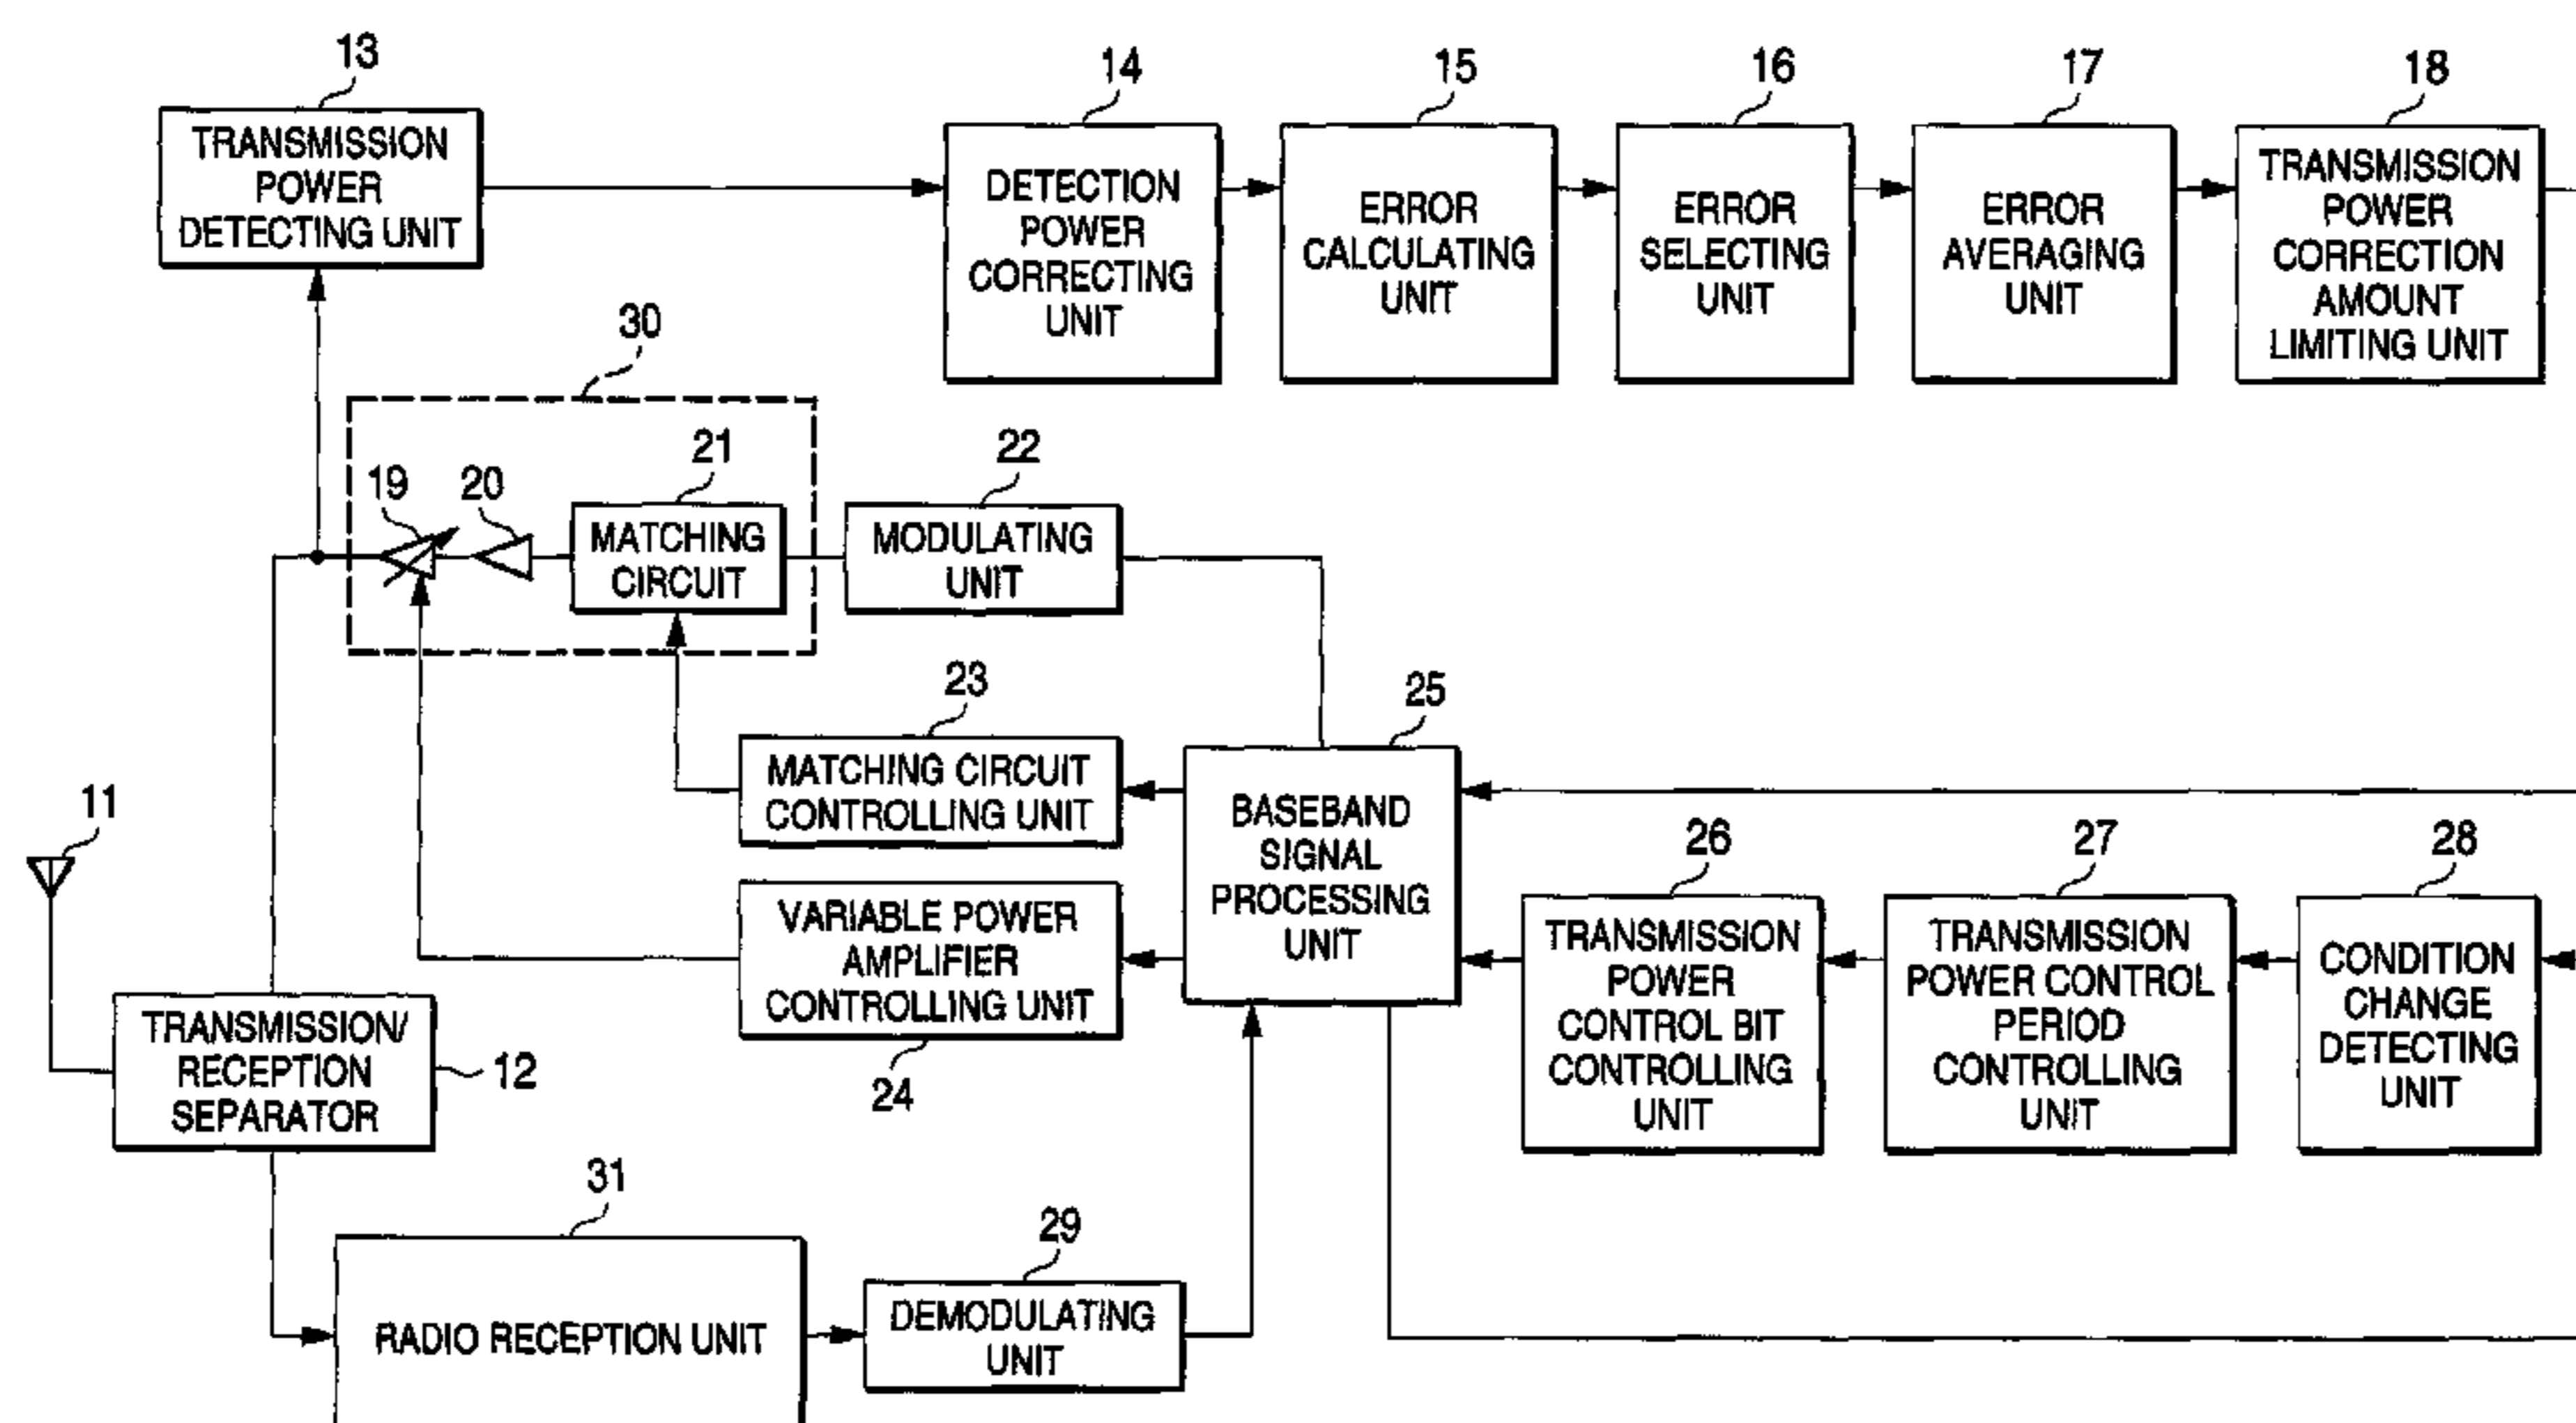 13
TRANSMISSION
POWER
DETECTING UNIT
14
DETECTION
POWER
CORRECTING
UNIT
15
ERROR
CALCULATING
UNIT
16
ERROR
SELECTING
UNIT
17
ERROR
AVERAGING
UNIT
18
TRANSMISSION
POWER
CORRECTION
AMOUNT
LIMITING UNIT
30
19
20
21
MATCHING
CIRCUIT
22
MODULATING
UNIT
23
MATCHING CIRCUIT
CONTROLLING UNIT
VARIABLE POWER
AMPLIFIER
CONTROLLING UNIT
24
25
BASEBAND
SIGNAL
PROCESSING
UNIT
26
TRANSMISSION
POWER
CONTROL BIT
CONTROLLING
UNIT
27
TRANSMISSION
POWER CONTROL
PERIOD
CONTROLLING
UNIT
28
CONDITION
CHANGE
DETECTING
UNIT
11
TRANSMISSION/
RECEPTION
SEPARATOR
12
31
RADIO RECEPTION UNIT
29
DEMODULATING
UNIT